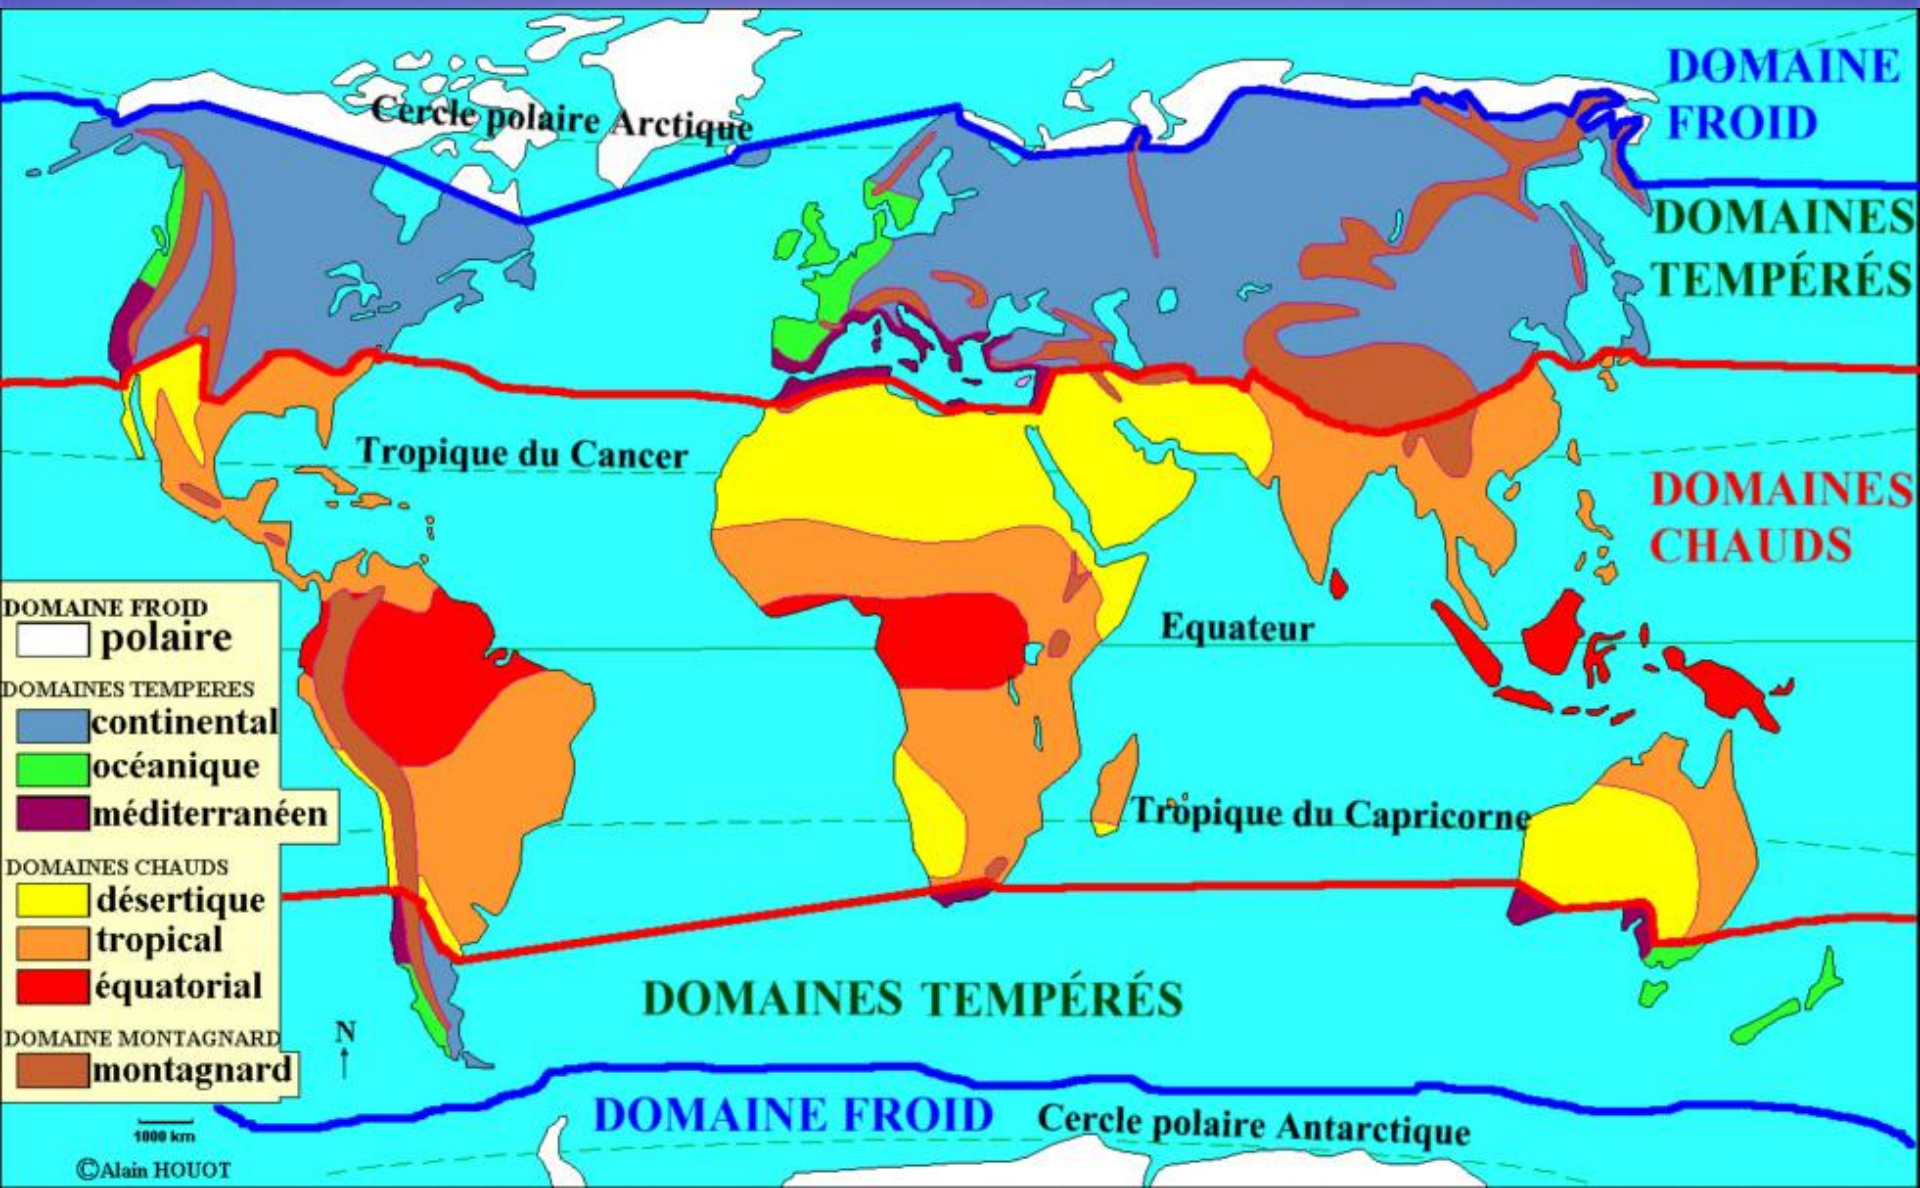 DOMAINE
FROID
Cercle polaire Arctique
DOMAINES
TEMPÉRÉS
Tropique du Cancer
DOMAINES
CHAUDS
Equateur
Tropique du Capricorne
DOMAINES TEMPÉRÉS
DOMAINE FROID
Cercle polaire Antarctique
DOMAINE FROID
polaire
DOMAINES TEMPERES
continental
océanique
méditerranéen
DOMAINES CHAUDS
désertique
tropical
équatorial
DOMAINE MONTAGNARD
montagnard
N
1000 km
©Alain HOUOT